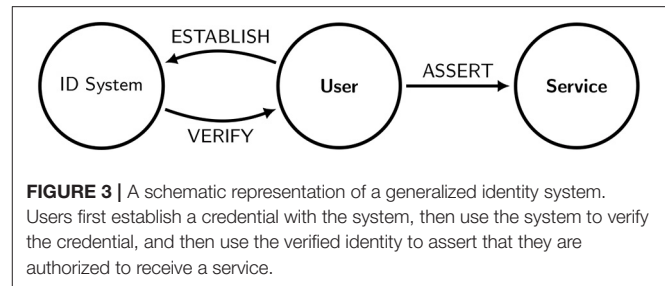 ESTABLISH
ID System
User
ASSERT
Service
VERIFY
FIGURE 3 | A schematic representation of a generalized identity system.
Users first establish a credential with the system, then use the system to verify
the credential, and then use the verified identity to assert that they are
authorized to receive a service.